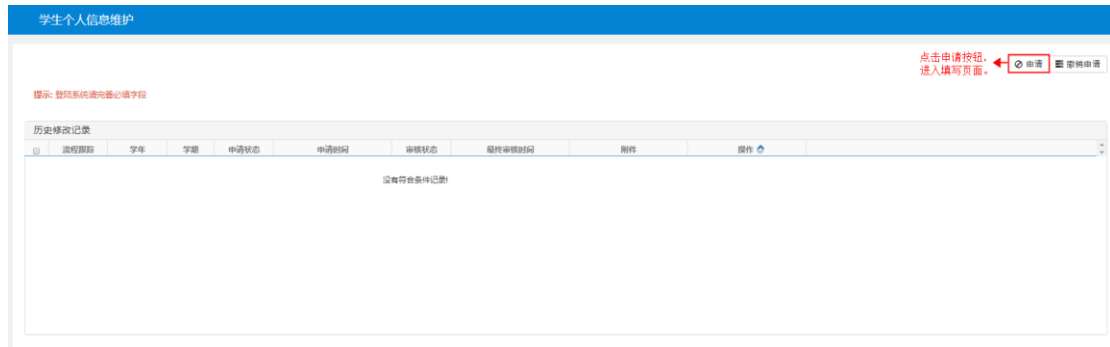 学生个人信息维护
点击申请按钮,
进入填写页面。
申请 撤销申请
提示: 登陆系统请完善必填字段
历史修改记录
流程跟踪 学年 学期 申请状态 申请时间 审核状态 最终审核时间 附件 操作
没有符合条件记录!